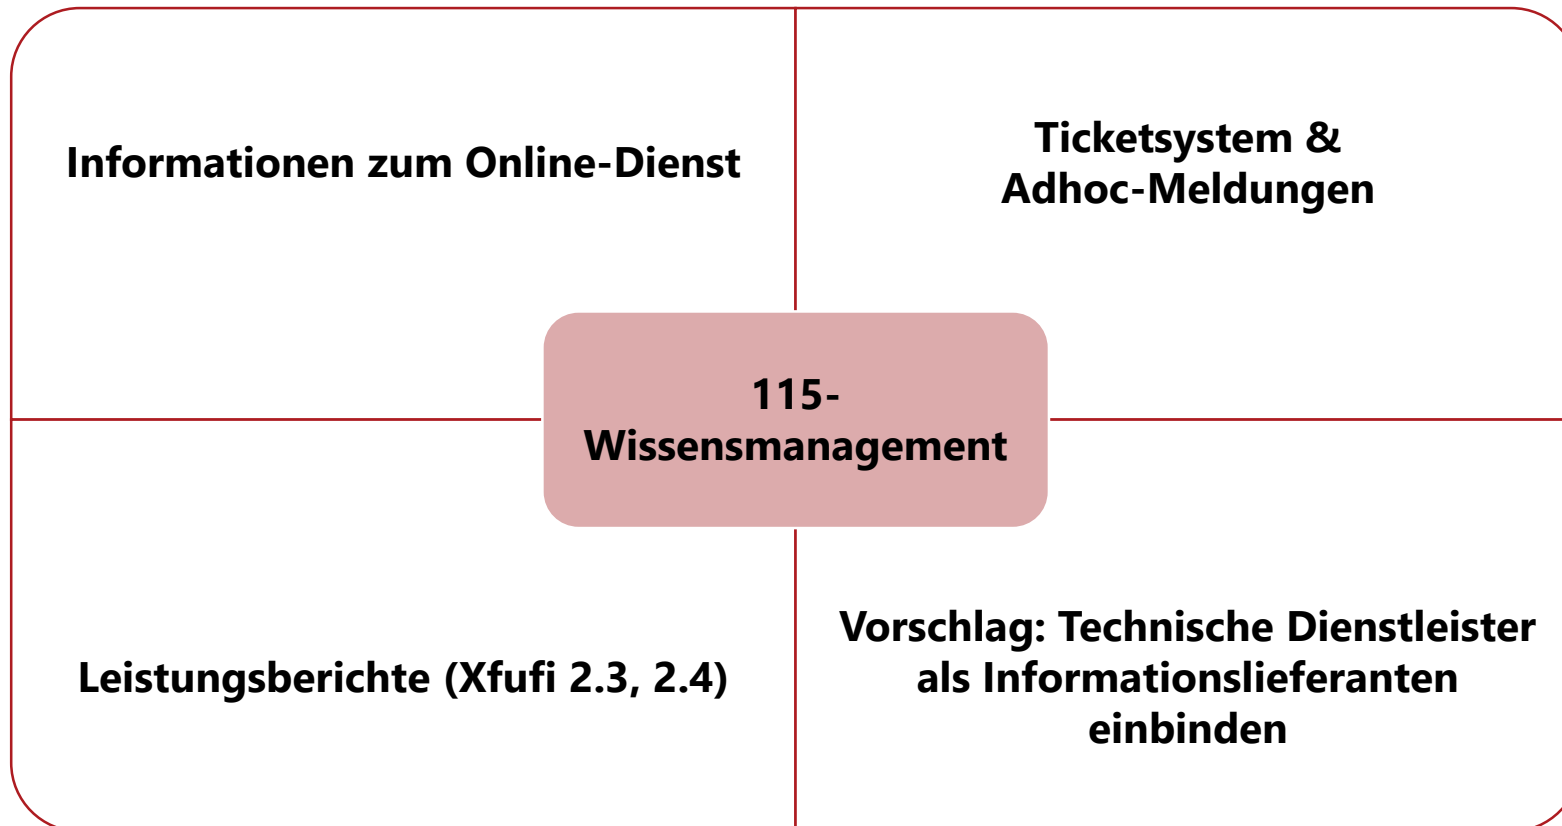 Informationen zum Online-Dienst
Ticketsystem &
Adhoc-Meldungen
115-
Wissensmanagement
Leistungsberichte (Xfufi 2.3, 2.4)
Vorschlag: Technische Dienstleister
als Informationslieferanten
einbinden